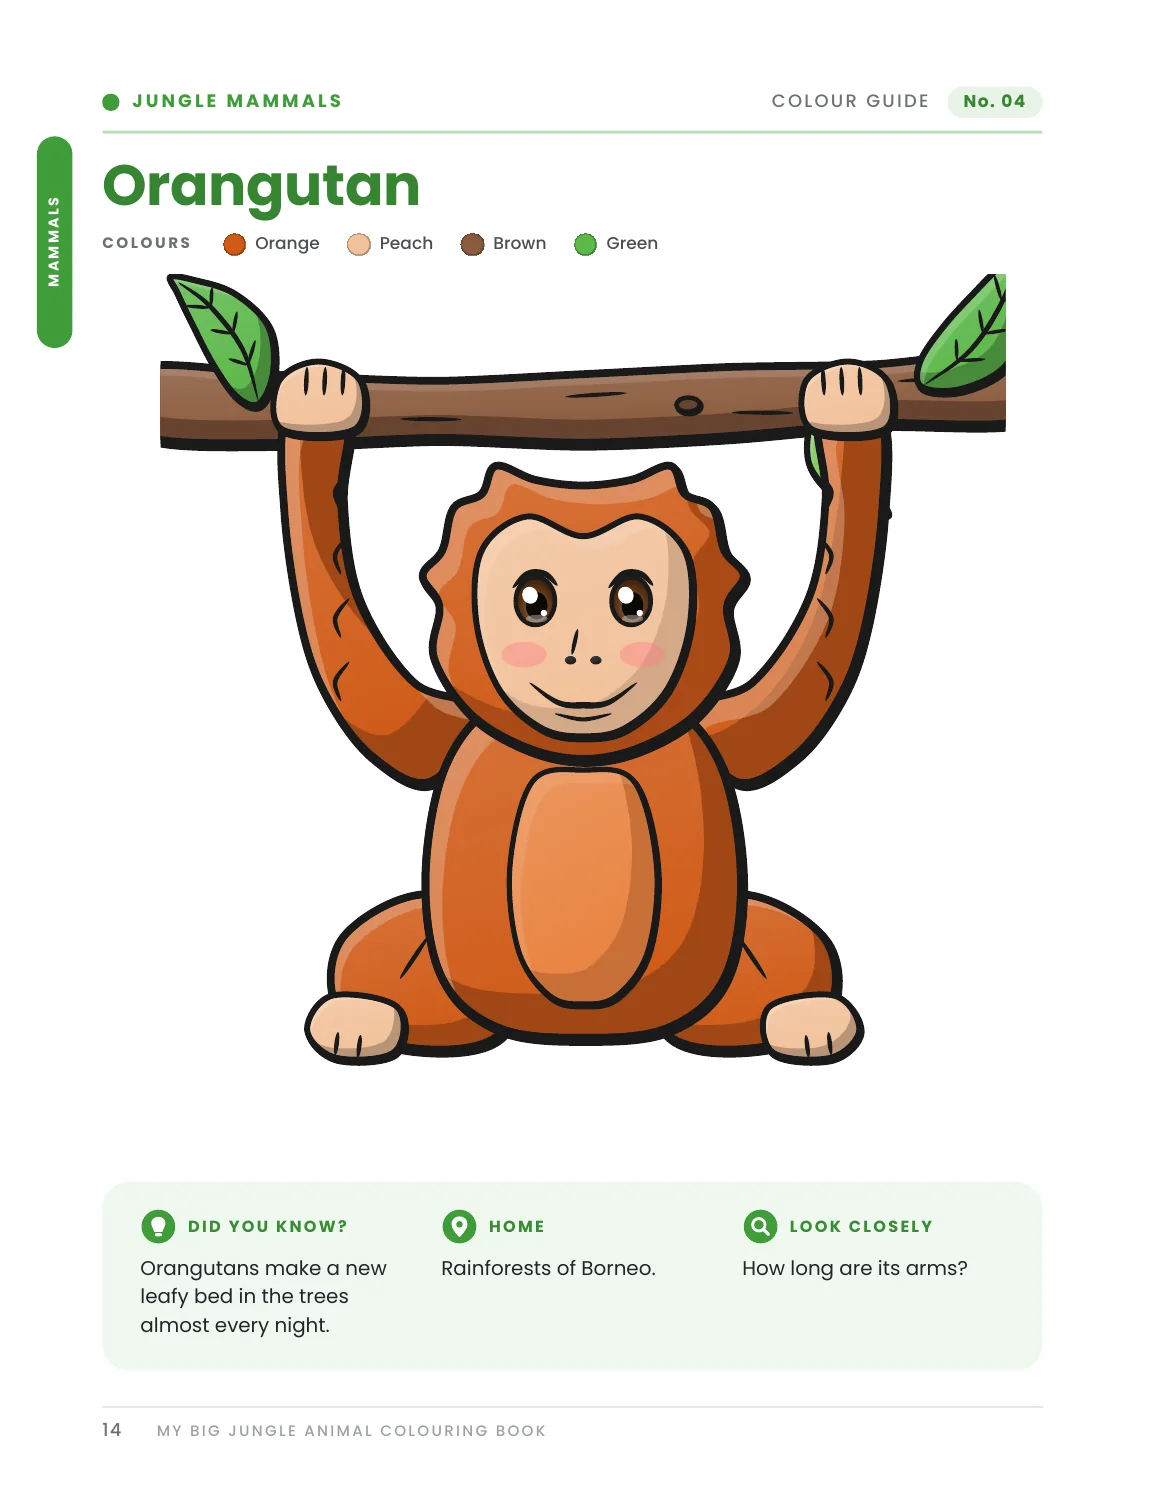 JUNGLE MAMMALS
COLOUR GUIDE No. 04
MAMMALS
Orangutan
COLOURS Orange Peach Brown Green
DID YOU KNOW?
Orangutans make a new
leafy bed in the trees
almost every night.
HOME
Rainforests of Borneo.
LOOK CLOSELY
How long are its arms?
14 MY BIG JUNGLE ANIMAL COLOURING BOOK